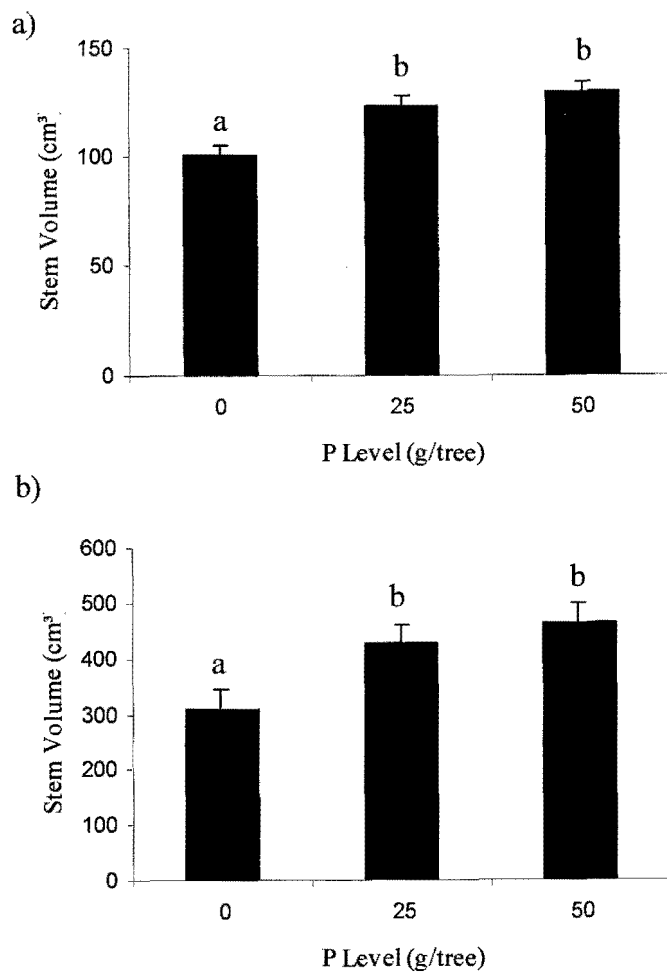 a)
150
100
50
0
Stem Volume (cm³)
a
b
b
0 25 50
P Level (g/tree)
b)
600
500
400
300
200
100
0
Stem Volume (cm³)
a
b
b
0 25 50
P Level (g/tree)